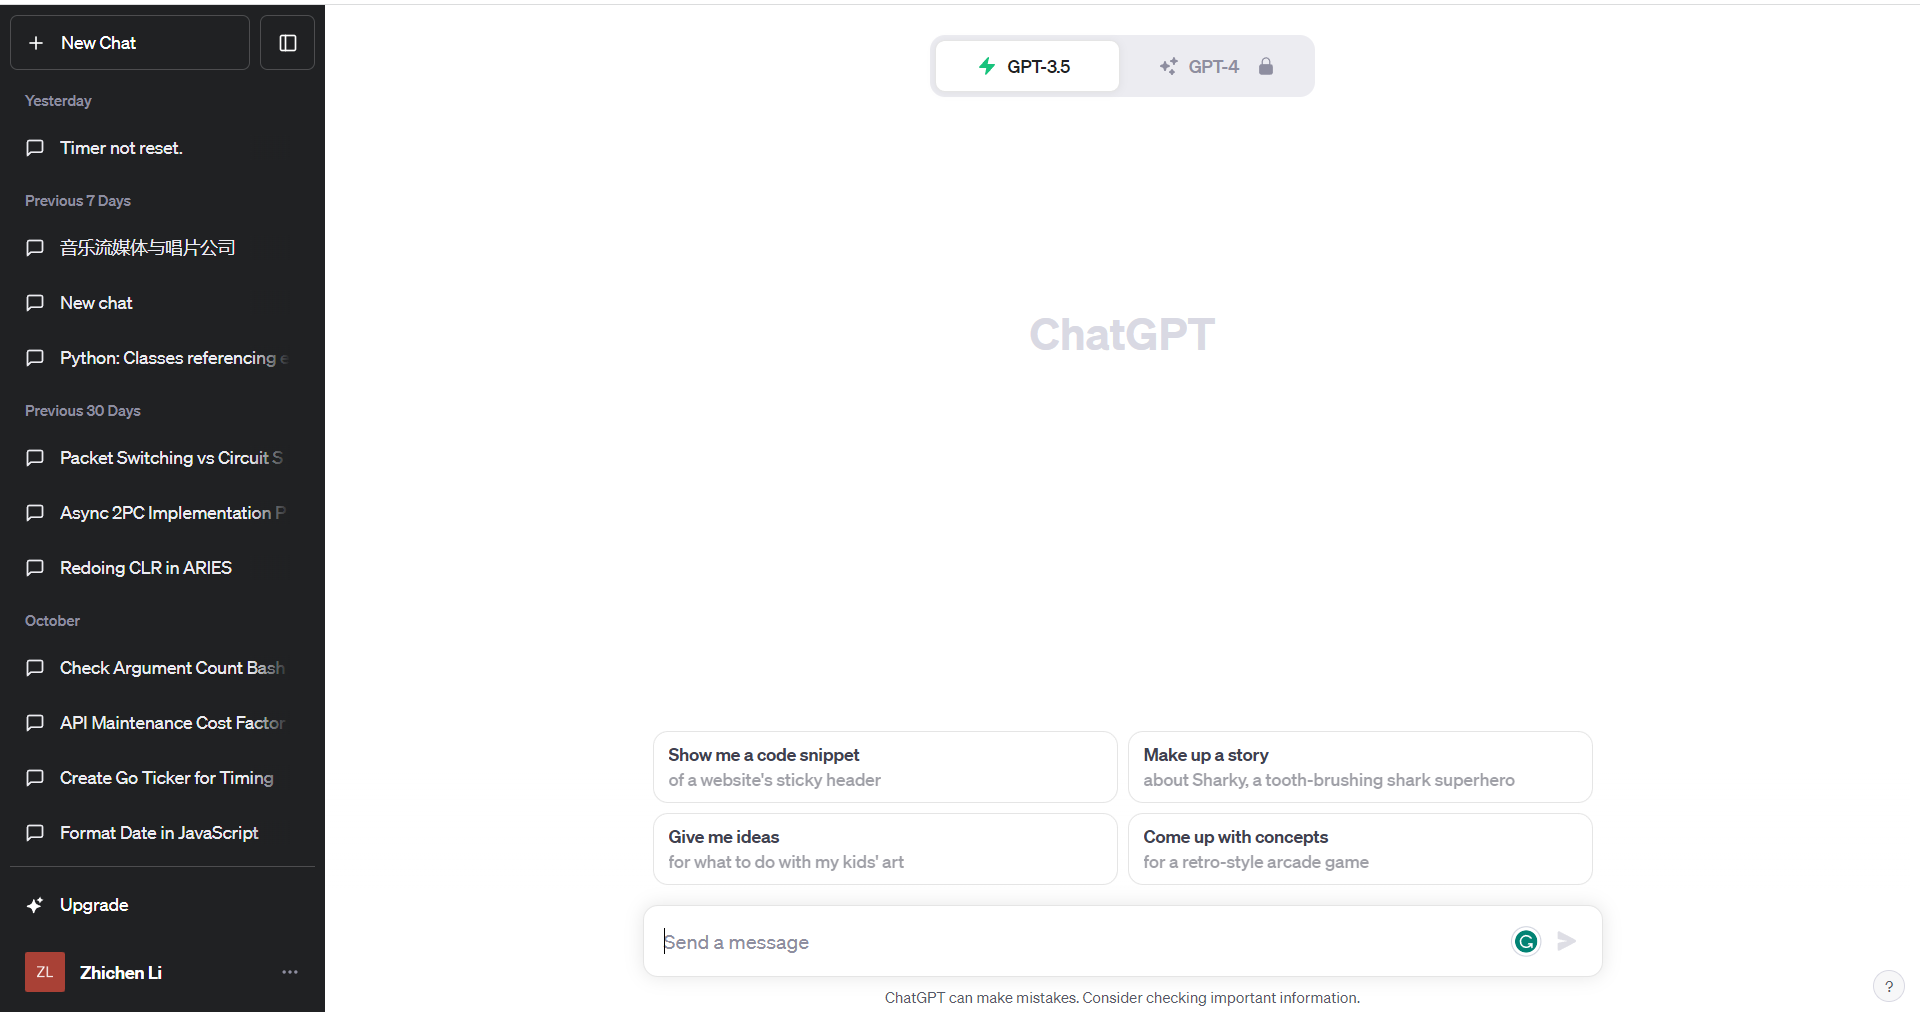 New Chat
Yesterday
Timer not reset.
Previous 7 Days
音乐流媒体与唱片公司
New chat
Python: Classes referencing e
Previous 30 Days
Packet Switching vs Circuit S
Async 2PC Implementation P
Redoing CLR in ARIES
October
Check Argument Count Bash
API Maintenance Cost Factor
Create Go Ticker for Timing
Format Date in JavaScript
Upgrade
ZL
Zhichen Li
GPT-3.5
GPT-4
ChatGPT
Show me a code snippet
of a website's sticky header
Make up a story
about Sharky, a tooth-brushing shark superhero
Give me ideas
for what to do with my kids' art
Come up with concepts
for a retro-style arcade game
Send a message
G
ChatGPT can make mistakes. Consider checking important information.
?